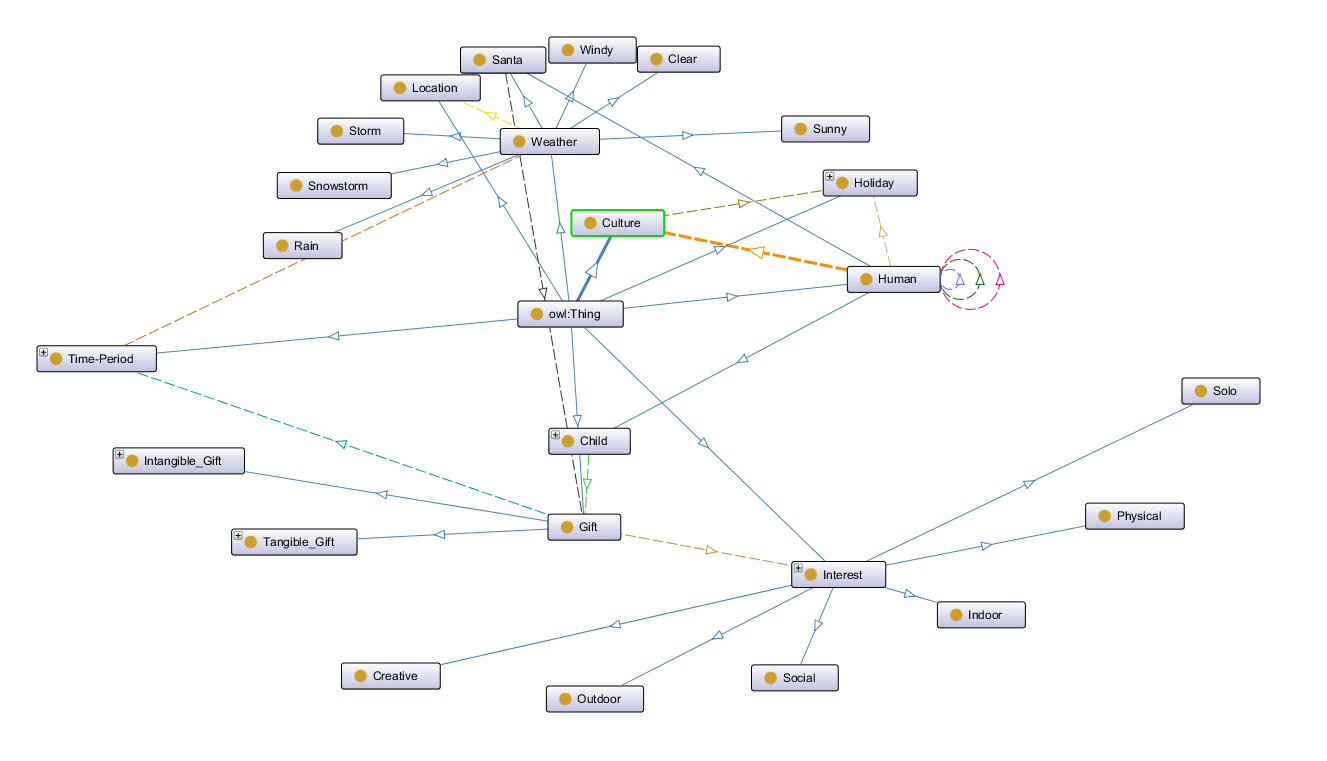 Santa
Windy
Clear
Location
Storm
Weather
Sunny
Snowstorm
Holiday
Culture
Rain
Human
owl:Thing
Time-Period
Solo
Child
Intangible_Gift
Physical
Gift
Tangible_Gift
Interest
Indoor
Creative
Social
Outdoor